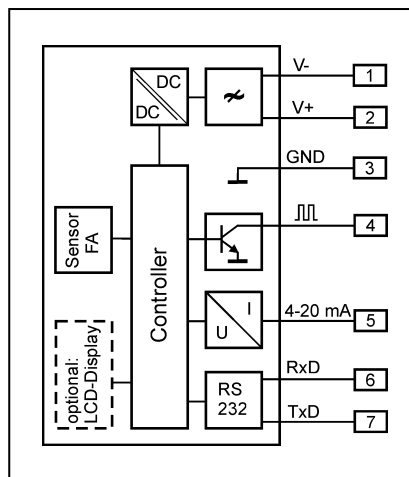 DC
DC
V-
1
V+
2
GND
3
4
Sensor
FA
Controller
U
I
4-20 mA
5
optional:
LCD-Display
RS
232
RxD
6
TxD
7